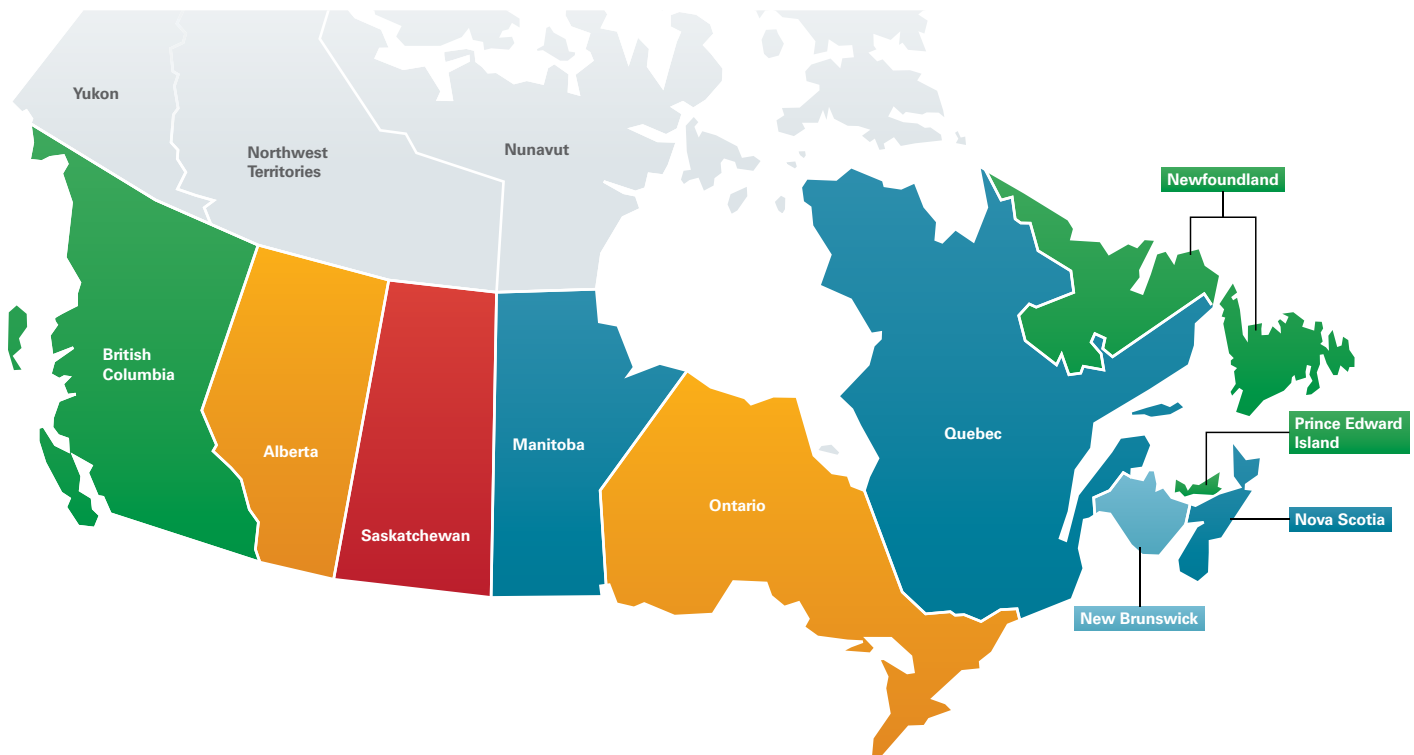 Yukon
Northwest
Territories
Nunavut
Newfoundland
British
Columbia
Alberta
Saskatchewan
Manitoba
Ontario
Quebec
Prince Edward
Island
Nova Scotia
New Brunswick